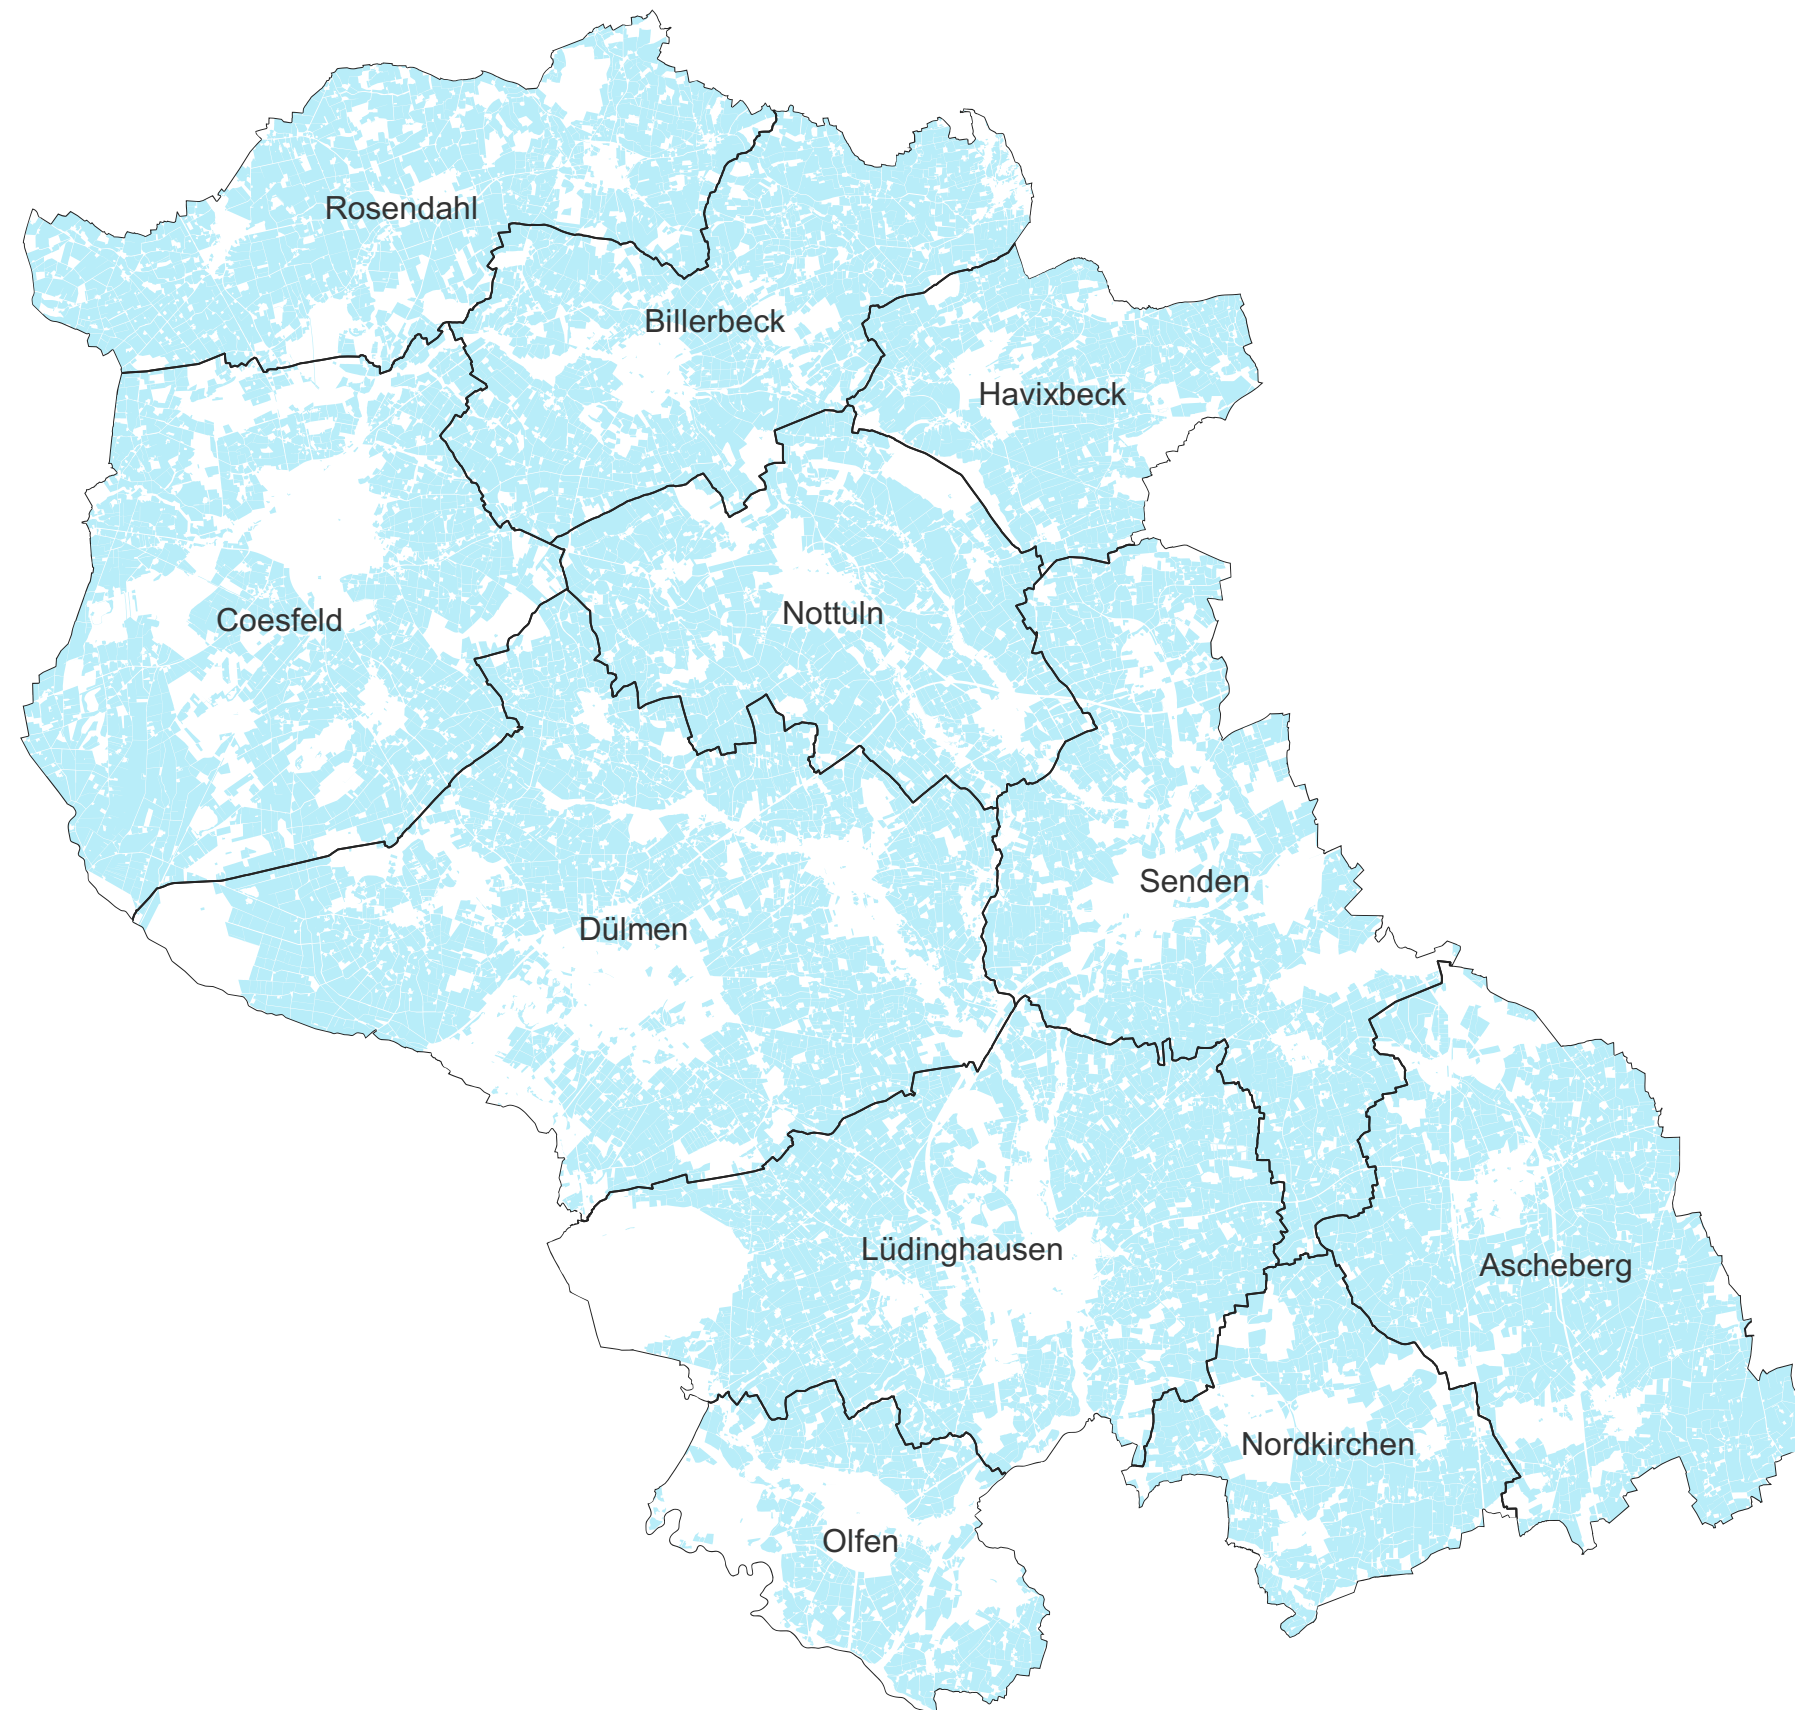 Rosendahl
Billerbeck
Havixbeck
Coesfeld
Nottuln
Senden
Dülmen
Lüdinghausen
Ascheberg
Nordkirchen
Olfen